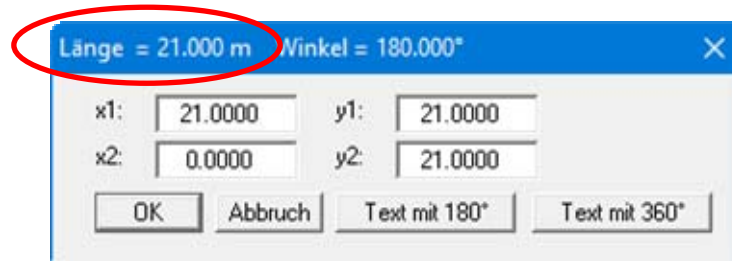 Länge = 21.000 m Winkel = 180.000°
x1: 21.0000 y1: 21.0000
x2: 0.0000 y2: 21.0000
OK Abbruch Text mit 180° Text mit 360°